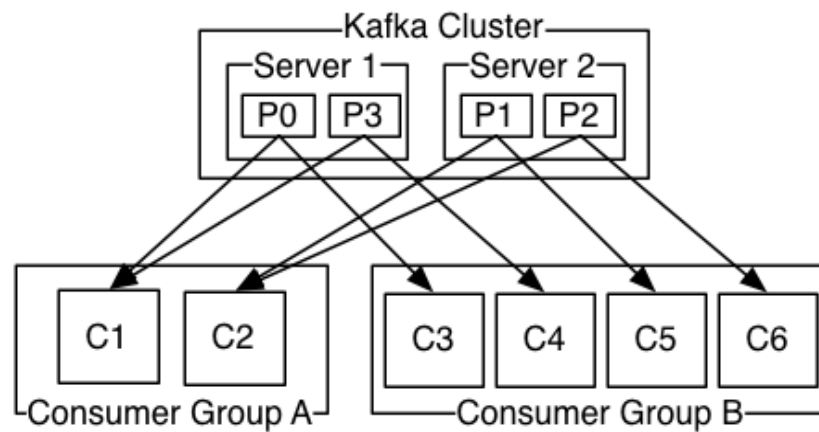 Kafka Cluster
Server 1 Server 2
P0 P3 P1 P2
C1 C2 C3 C4 C5 C6
Consumer Group A Consumer Group B